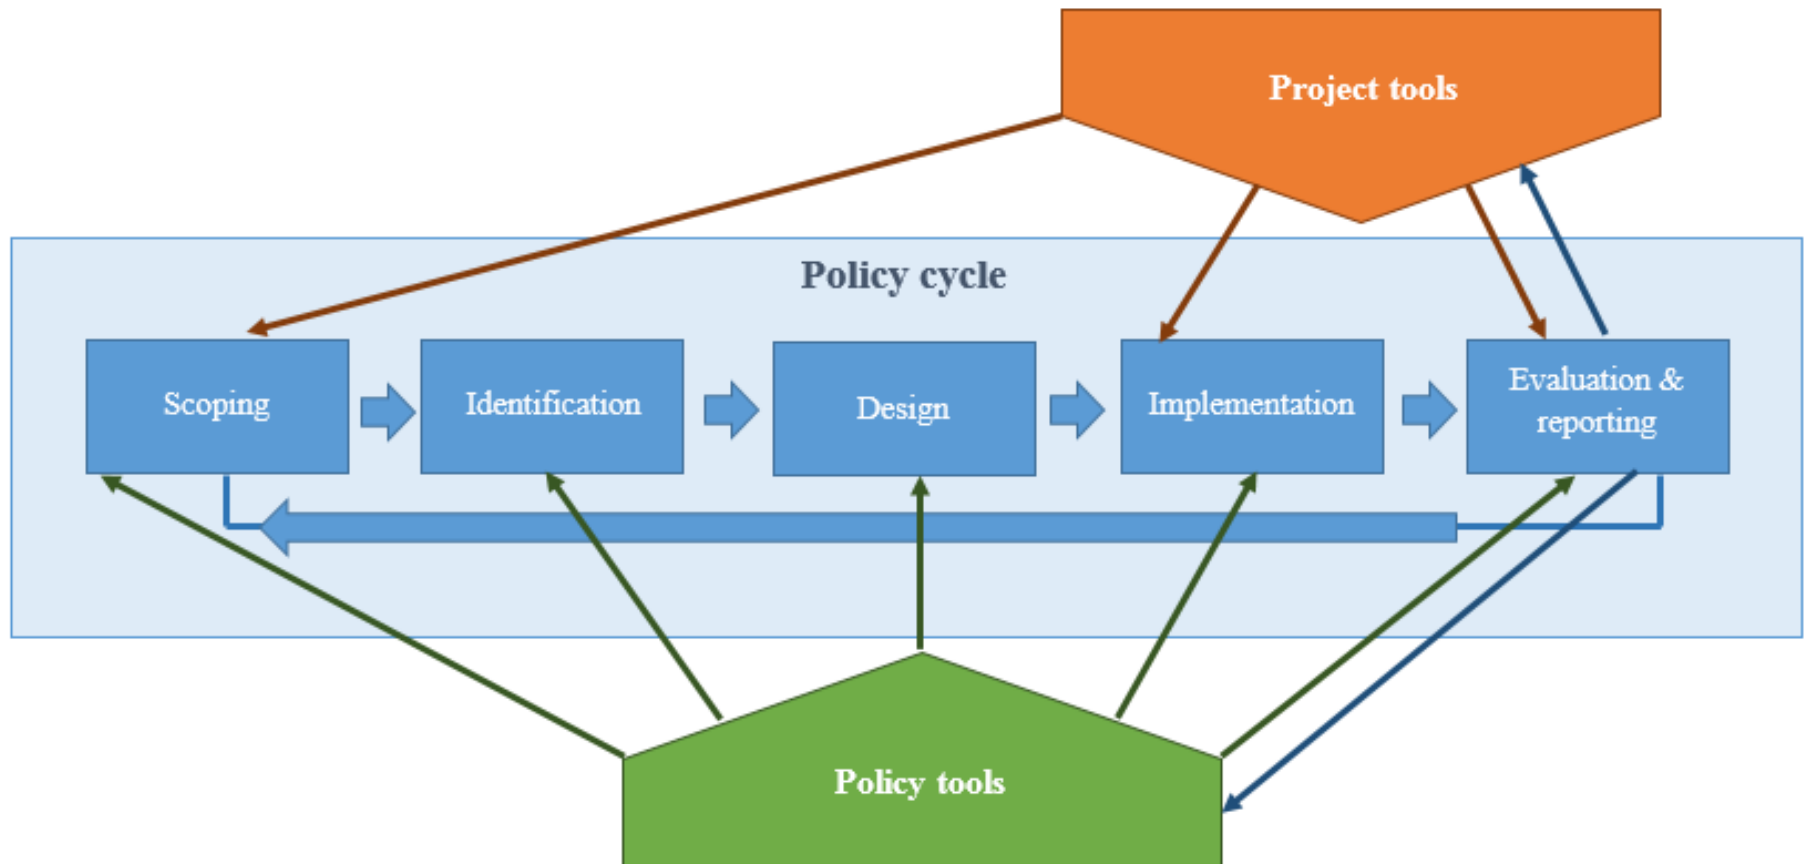 Project tools
Policy cycle
Scoping
Identification
Design
Implementation
Evaluation &
reporting
Policy tools